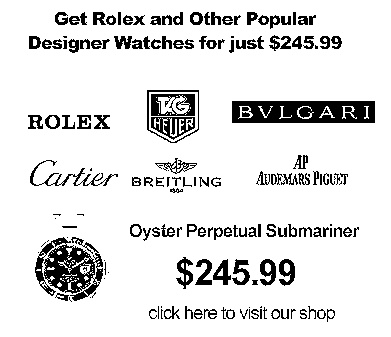 Get Rolex and Other Popular
Designer Watches for just $245.99
ROLEX
TAG
HEUER
BVLGARI
Cartier
BREITLING
1884
AP
AUDEMARS PIGUET
Oyster Perpetual Submariner
$245.99
click here to visit our shop